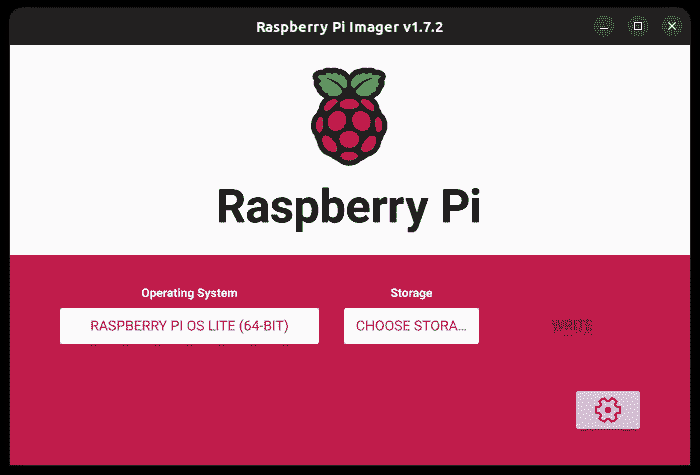 Raspberry Pi Imager v1.7.2
Raspberry Pi
Operating System
Storage
RASPBERRY PI OS LITE (64-BIT)
CHOOSE STORA...